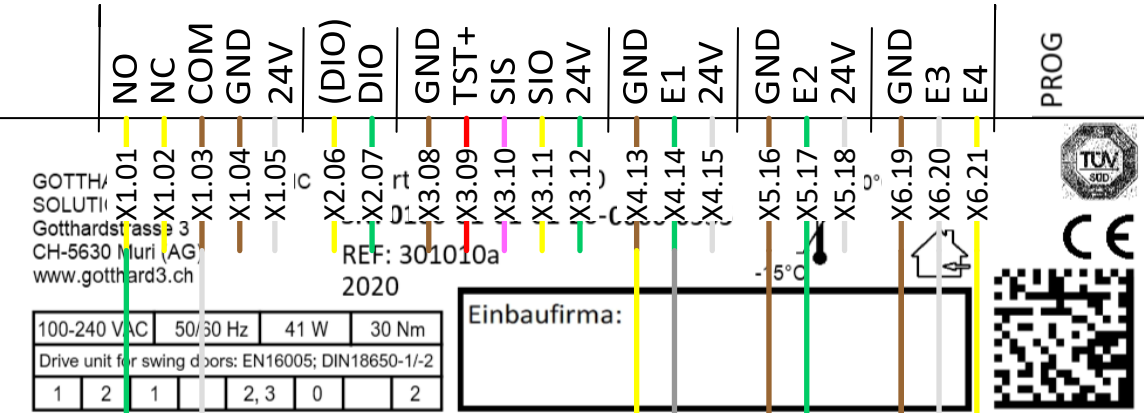 NO NC COM GND 24V (DIO) DIO GND TST+ SIS SIO 24V GND E1 24V GND E2 24V GND E3 E4 PROG
X1.01 X1.02 X1.03 X1.04 X1.05 X2.06 X2.07 X3.08 X3.09 X3.10 X3.11 X3.12 X4.13 X4.14 X4.15 X5.16 X5.17 X5.18 X6.19 X6.20 X6.21
TÜV
SÜD
Gotthardstrasse 3
CH-5630 Muri (AG)
www.gotthard3.ch
REF: 301010a
2020
-15°C
CE
Einbaufirma:
100-240 VAC 50/60 Hz 41 W 30 Nm
Drive unit for swing doors: EN16005; DIN18650-1/-2
1 2 1 2, 3 0 2